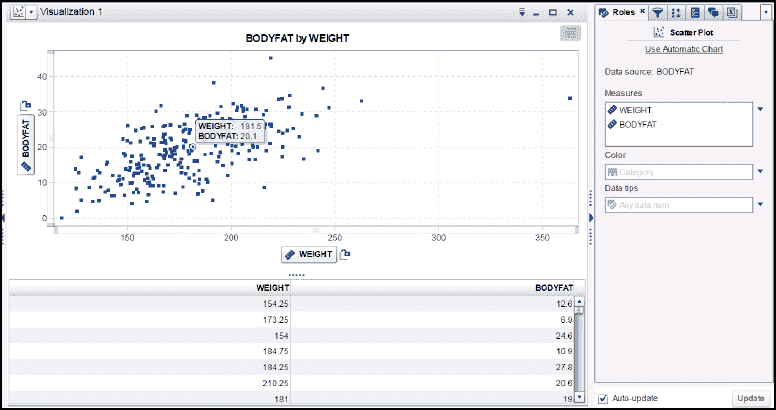 Visualization 1
BODYFAT by WEIGHT
40
30
20
10
0
BODYFAT
WEIGHT: 191.5
BODYFAT: 20.1
150
200
250
300
350
WEIGHT
WEIGHT BODYFAT
154.25 12.6
173.25 6.9
154 24.6
184.75 10.9
184.25 27.8
210.25 20.6
181 19
Roles
Scatter Plot
Use Automatic Chart
Data source: BODYFAT
Measures
WEIGHT
BODYFAT
Color
Category
Data tips
Any data item
Auto-update
Update